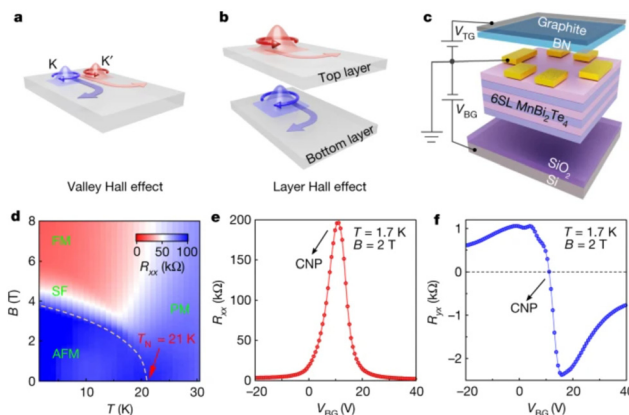 a
K
K′
Valley Hall effect
b
Top layer
Bottom layer
Layer Hall effect
c
Graphite
V_TG
BN
6SL MnBi₂Te₄
V_BG
SiO₂
Si
d
8
6
4
2
0
B (T)
FM
SF
AFM
PM
0 50 100
R_xx (kΩ)
T_N = 21 K
10 20 30
T (K)
e
200
150
100
50
0
R_xx (kΩ)
T = 1.7 K
B = 2 T
CNP
−20 0 20 40
V_BG (V)
f
1
0
−1
−2
R_yx (kΩ)
T = 1.7 K
B = 2 T
CNP
−20 0 20 40
V_BG (V)